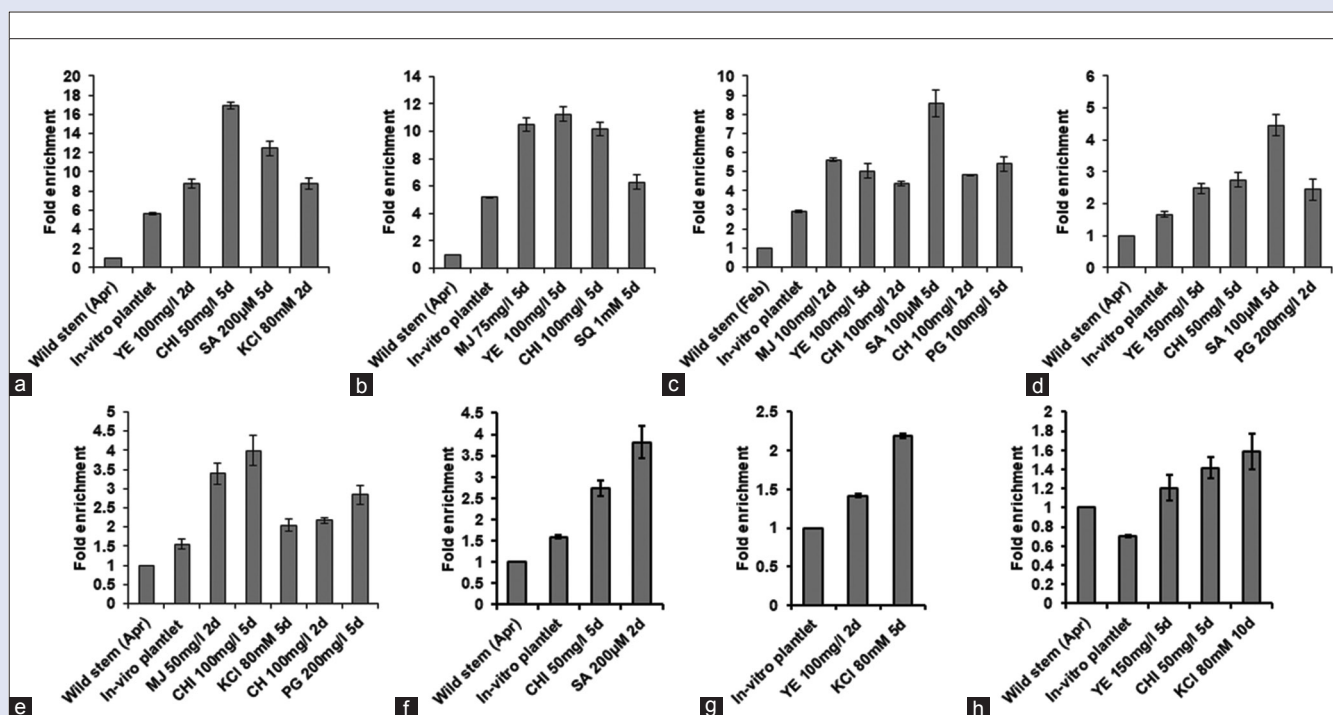 Fold enrichment
20
18
16
14
12
10
8
6
4
2
0
Wild stem (Apr)
In-vitro plantlet
YE 100mg/l 2d
CHI 50mg/l 5d
SA 200µM 5d
KCl 80mM 2d
a
Fold enrichment
14
12
10
8
6
4
2
0
Wild stem (Apr)
In-vitro plantlet
MJ 75mg/l 5d
YE 100mg/l 5d
CHI 100mg/l 5d
SQ 1mM 5d
b
Fold enrichment
10
9
8
7
6
5
4
3
2
1
0
Wild stem (Feb)
In-vitro plantlet
MJ 100mg/l 2d
YE 100mg/l 5d
CHI 100mg/l 2d
SA 100µM 5d
CH 100mg/l 2d
PG 100mg/l 5d
c
Fold enrichment
6
5
4
3
2
1
0
Wild stem (Apr)
In-vitro plantlet
YE 150mg/l 5d
CHI 50mg/l 5d
SA 100µM 5d
PG 200mg/l 2d
d
Fold enrichment
5
4.5
4
3.5
3
2.5
2
1.5
1
0.5
0
Wild stem (Apr)
In-vitro plantlet
MJ 50mg/l 2d
CHI 100mg/l 5d
KCl 80mM 5d
CH 100mg/l 2d
PG 200mg/l 5d
e
Fold enrichment
4.5
4
3.5
3
2.5
2
1.5
1
0.5
0
Wild stem (Apr)
In-vitro plantlet
CHI 50mg/l 5d
SA 200µM 2d
f
Fold enrichment
2.5
2
1.5
1
0.5
0
In-vitro plantlet
YE 100mg/l 2d
KCl 80mM 5d
g
Fold enrichment
2
1.8
1.6
1.4
1.2
1
0.8
0.6
0.4
0.2
0
Wild stem (Apr)
In-vitro plantlet
YE 150mg/l 5d
CHI 50mg/l 5d
KCl 80mM 10d
h